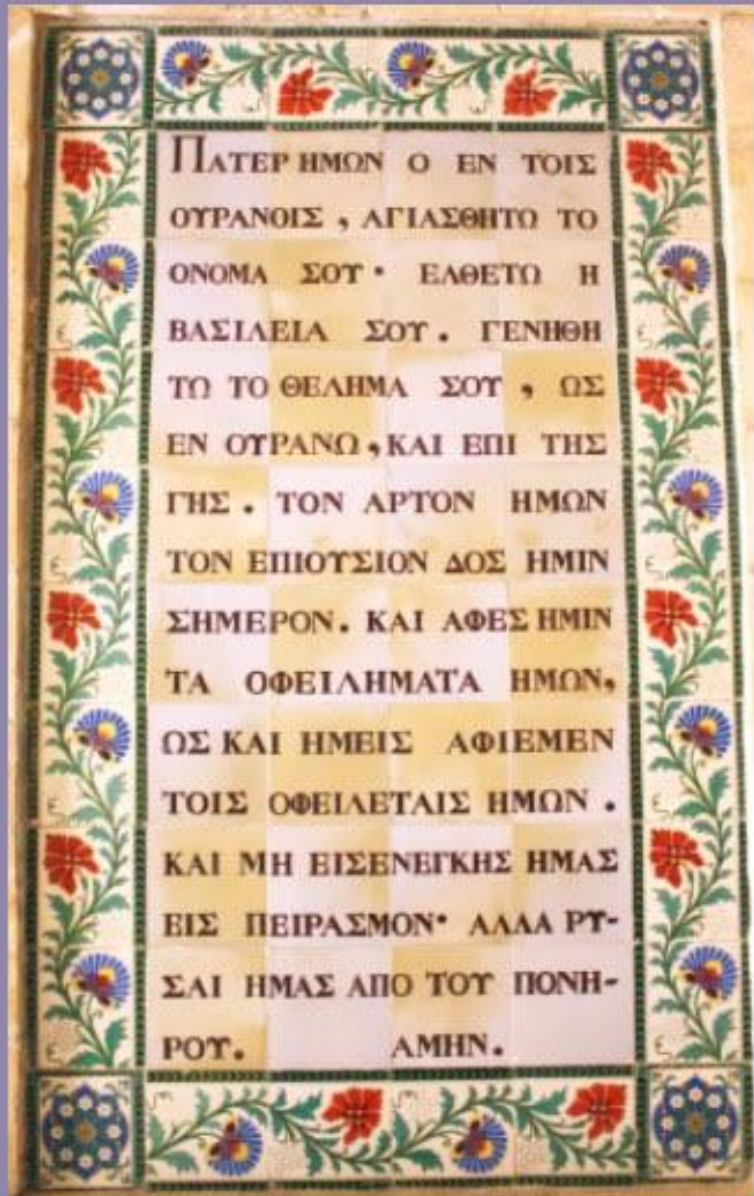 ΠΑΤΕΡ ΗΜΩΝ Ο ΕΝ ΤΟΙΣ
ΟΥΡΑΝΟΙΣ , ΑΓΙΑΣΘΗΤΩ ΤΟ
ΟΝΟΜΑ ΣΟΥ · ΕΛΘΕΤΩ Η
ΒΑΣΙΛΕΙΑ ΣΟΥ . ΓΕΝΗΘΗ
ΤΩ ΤΟ ΘΕΛΗΜΑ ΣΟΥ , ΩΣ
ΕΝ ΟΥΡΑΝΩ , ΚΑΙ ΕΠΙ ΤΗΣ
ΓΗΣ . ΤΟΝ ΑΡΤΟΝ ΗΜΩΝ
ΤΟΝ ΕΠΙΟΥΣΙΟΝ ΔΟΣ ΗΜΙΝ
ΣΗΜΕΡΟΝ. ΚΑΙ ΑΦΕΣ ΗΜΙΝ
ΤΑ ΟΦΕΙΛΗΜΑΤΑ ΗΜΩΝ,
ΩΣ ΚΑΙ ΗΜΕΙΣ ΑΦΙΕΜΕΝ
ΤΟΙΣ ΟΦΕΙΛΕΤΑΙΣ ΗΜΩΝ .
ΚΑΙ ΜΗ ΕΙΣΕΝΕΓΚΗΣ ΗΜΑΣ
ΕΙΣ ΠΕΙΡΑΣΜΟΝ· ΑΛΛΑ ΡΥ-
ΣΑΙ ΗΜΑΣ ΑΠΟ ΤΟΥ ΠΟΝΗ-
ΡΟΥ. ΑΜΗΝ.